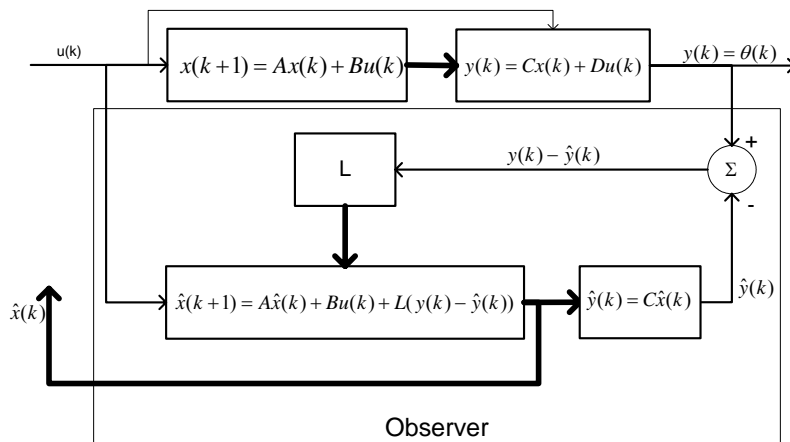 u(k)
x(k+1) = Ax(k) + Bu(k)
y(k) = Cx(k) + Du(k)
y(k) = θ(k)
+
Σ
-
y(k) − ŷ(k)
L
x̂(k)
x̂(k+1) = Ax̂(k) + Bu(k) + L(y(k) − ŷ(k))
ŷ(k) = Cx̂(k)
ŷ(k)
Observer